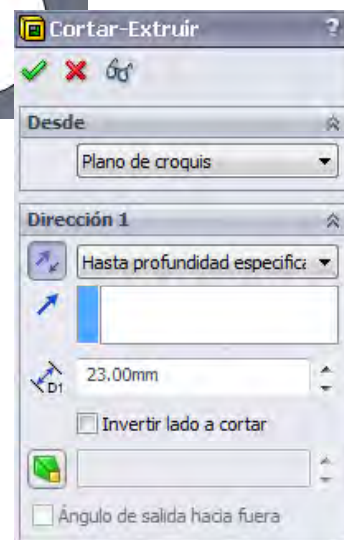 Cortar-Extruir ?
Desde
Plano de croquis
Dirección 1
Hasta profundidad especifica
D1 23.00mm
Invertir lado a cortar
Ángulo de salida hacia fuera